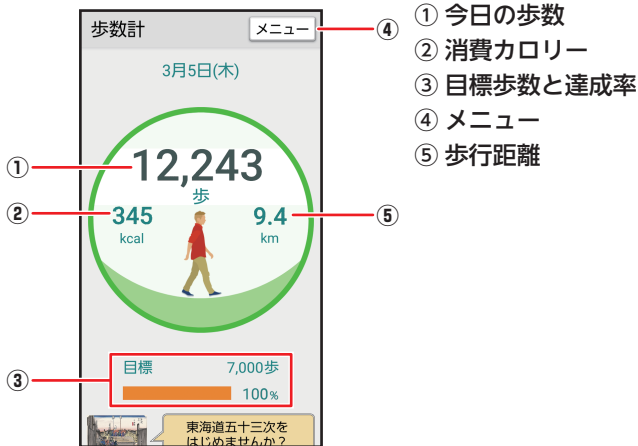 歩数計
メニュー
3月5日(木)
12,243
歩
345
kcal
9.4
km
目標
7,000歩
100%
東海道五十三次を
はじめませんか？
①
②
③
④
⑤
① 今日の歩数
② 消費カロリー
③ 目標歩数と達成率
④ メニュー
⑤ 歩行距離